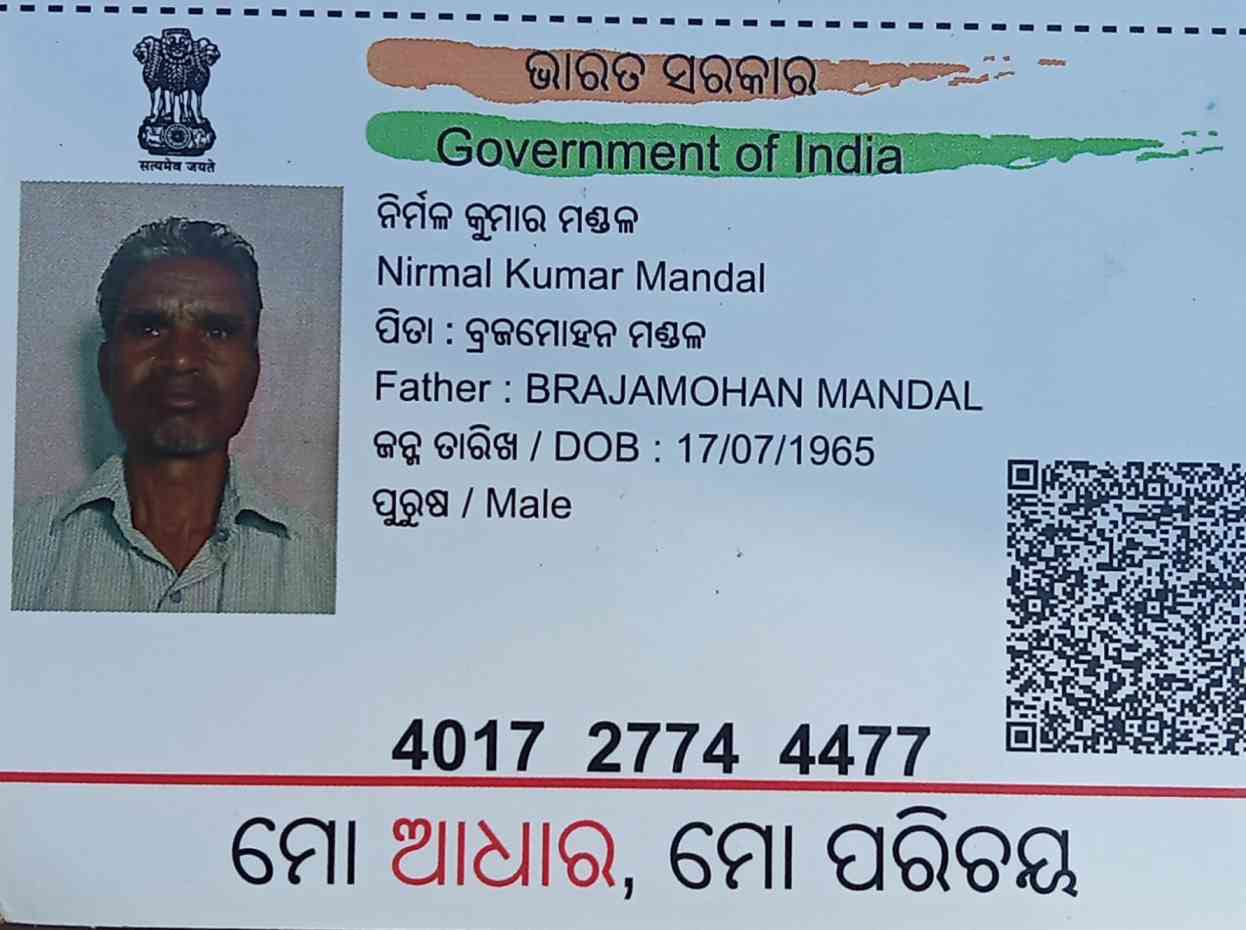 ଭାରତ ସରକାର
Government of India
सत्यमेव जयते
ନିର୍ମଳ କୁମାର ମଣ୍ଡଳ
Nirmal Kumar Mandal
ପିତା : ବ୍ରଜମୋହନ ମଣ୍ଡଳ
Father : BRAJAMOHAN MANDAL
ଜନ୍ମ ତାରିଖ / DOB : 17/07/1965
ପୁରୁଷ / Male
4017 2774 4477
ମୋ ଆଧାର, ମୋ ପରିଚୟ